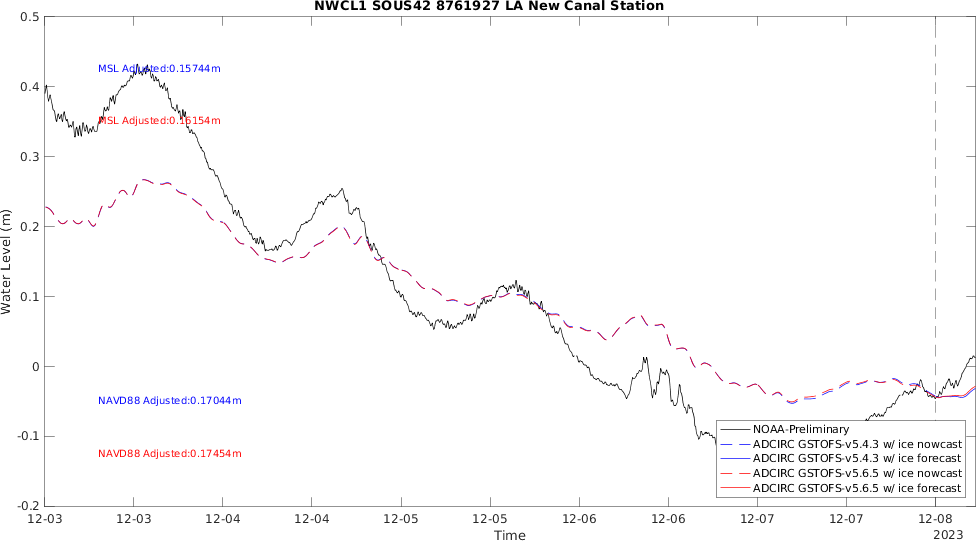 NWCL1 SOUS42 8761927 LA New Canal Station
0.5
0.4
0.3
0.2
0.1
0
-0.1
-0.2
Water Level (m)
MSL Adjusted:0.15744m
MSL Adjusted:0.16154m
NAVD88 Adjusted:0.17044m
NAVD88 Adjusted:0.17454m
NOAA-Preliminary
ADCIRC GSTOFS-v5.4.3 w/ ice nowcast
ADCIRC GSTOFS-v5.4.3 w/ ice forecast
ADCIRC GSTOFS-v5.6.5 w/ ice nowcast
ADCIRC GSTOFS-v5.6.5 w/ ice forecast
12-03 12-03 12-04 12-04 12-05 12-05 12-06 12-06 12-07 12-07 12-08
Time
2023